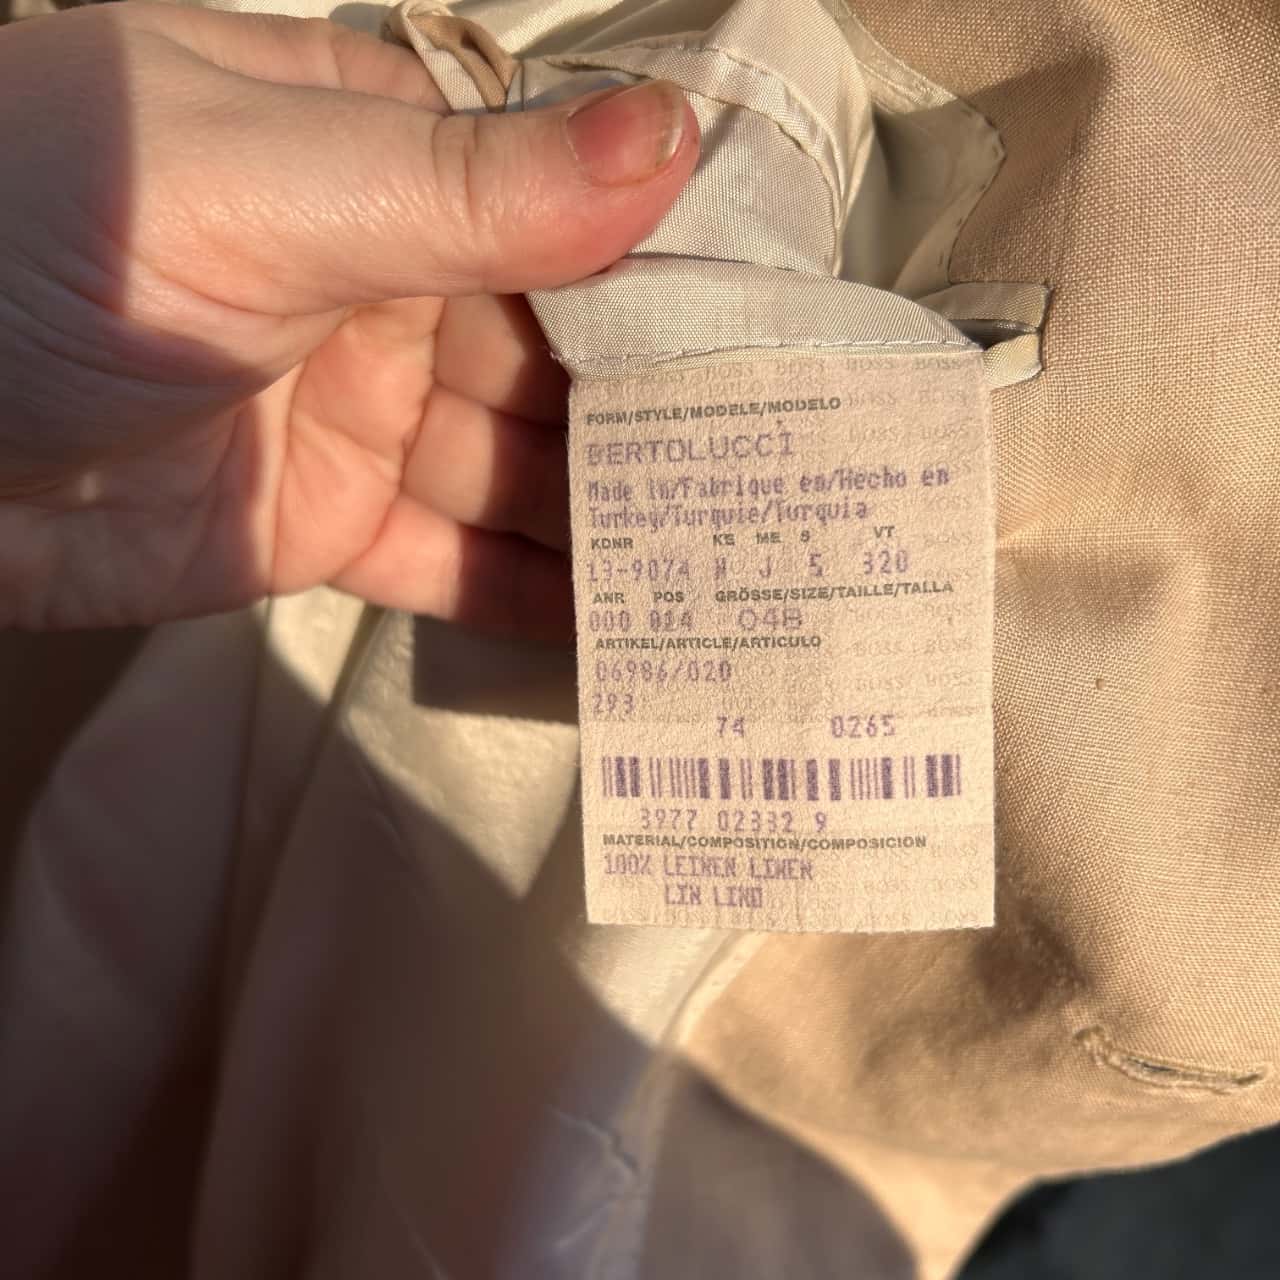 FORM/STYLE/MODELE/MODELO
BERTOLUCCI
Made in/Fabrique en/Hecho en
Turkey/Turquie/Turquia
KDNR KE ME S VT
13-9074 H J 5 320
ANR POS GRÖSSE/SIZE/TAILLE/TALLA
000 014 048
ARTIKEL/ARTICLE/ARTICULO
06986/020
293
74 0265
3977 02332 9
MATERIAL/COMPOSITION/COMPOSICION
100% LEINEN LINEN
LIN LINO